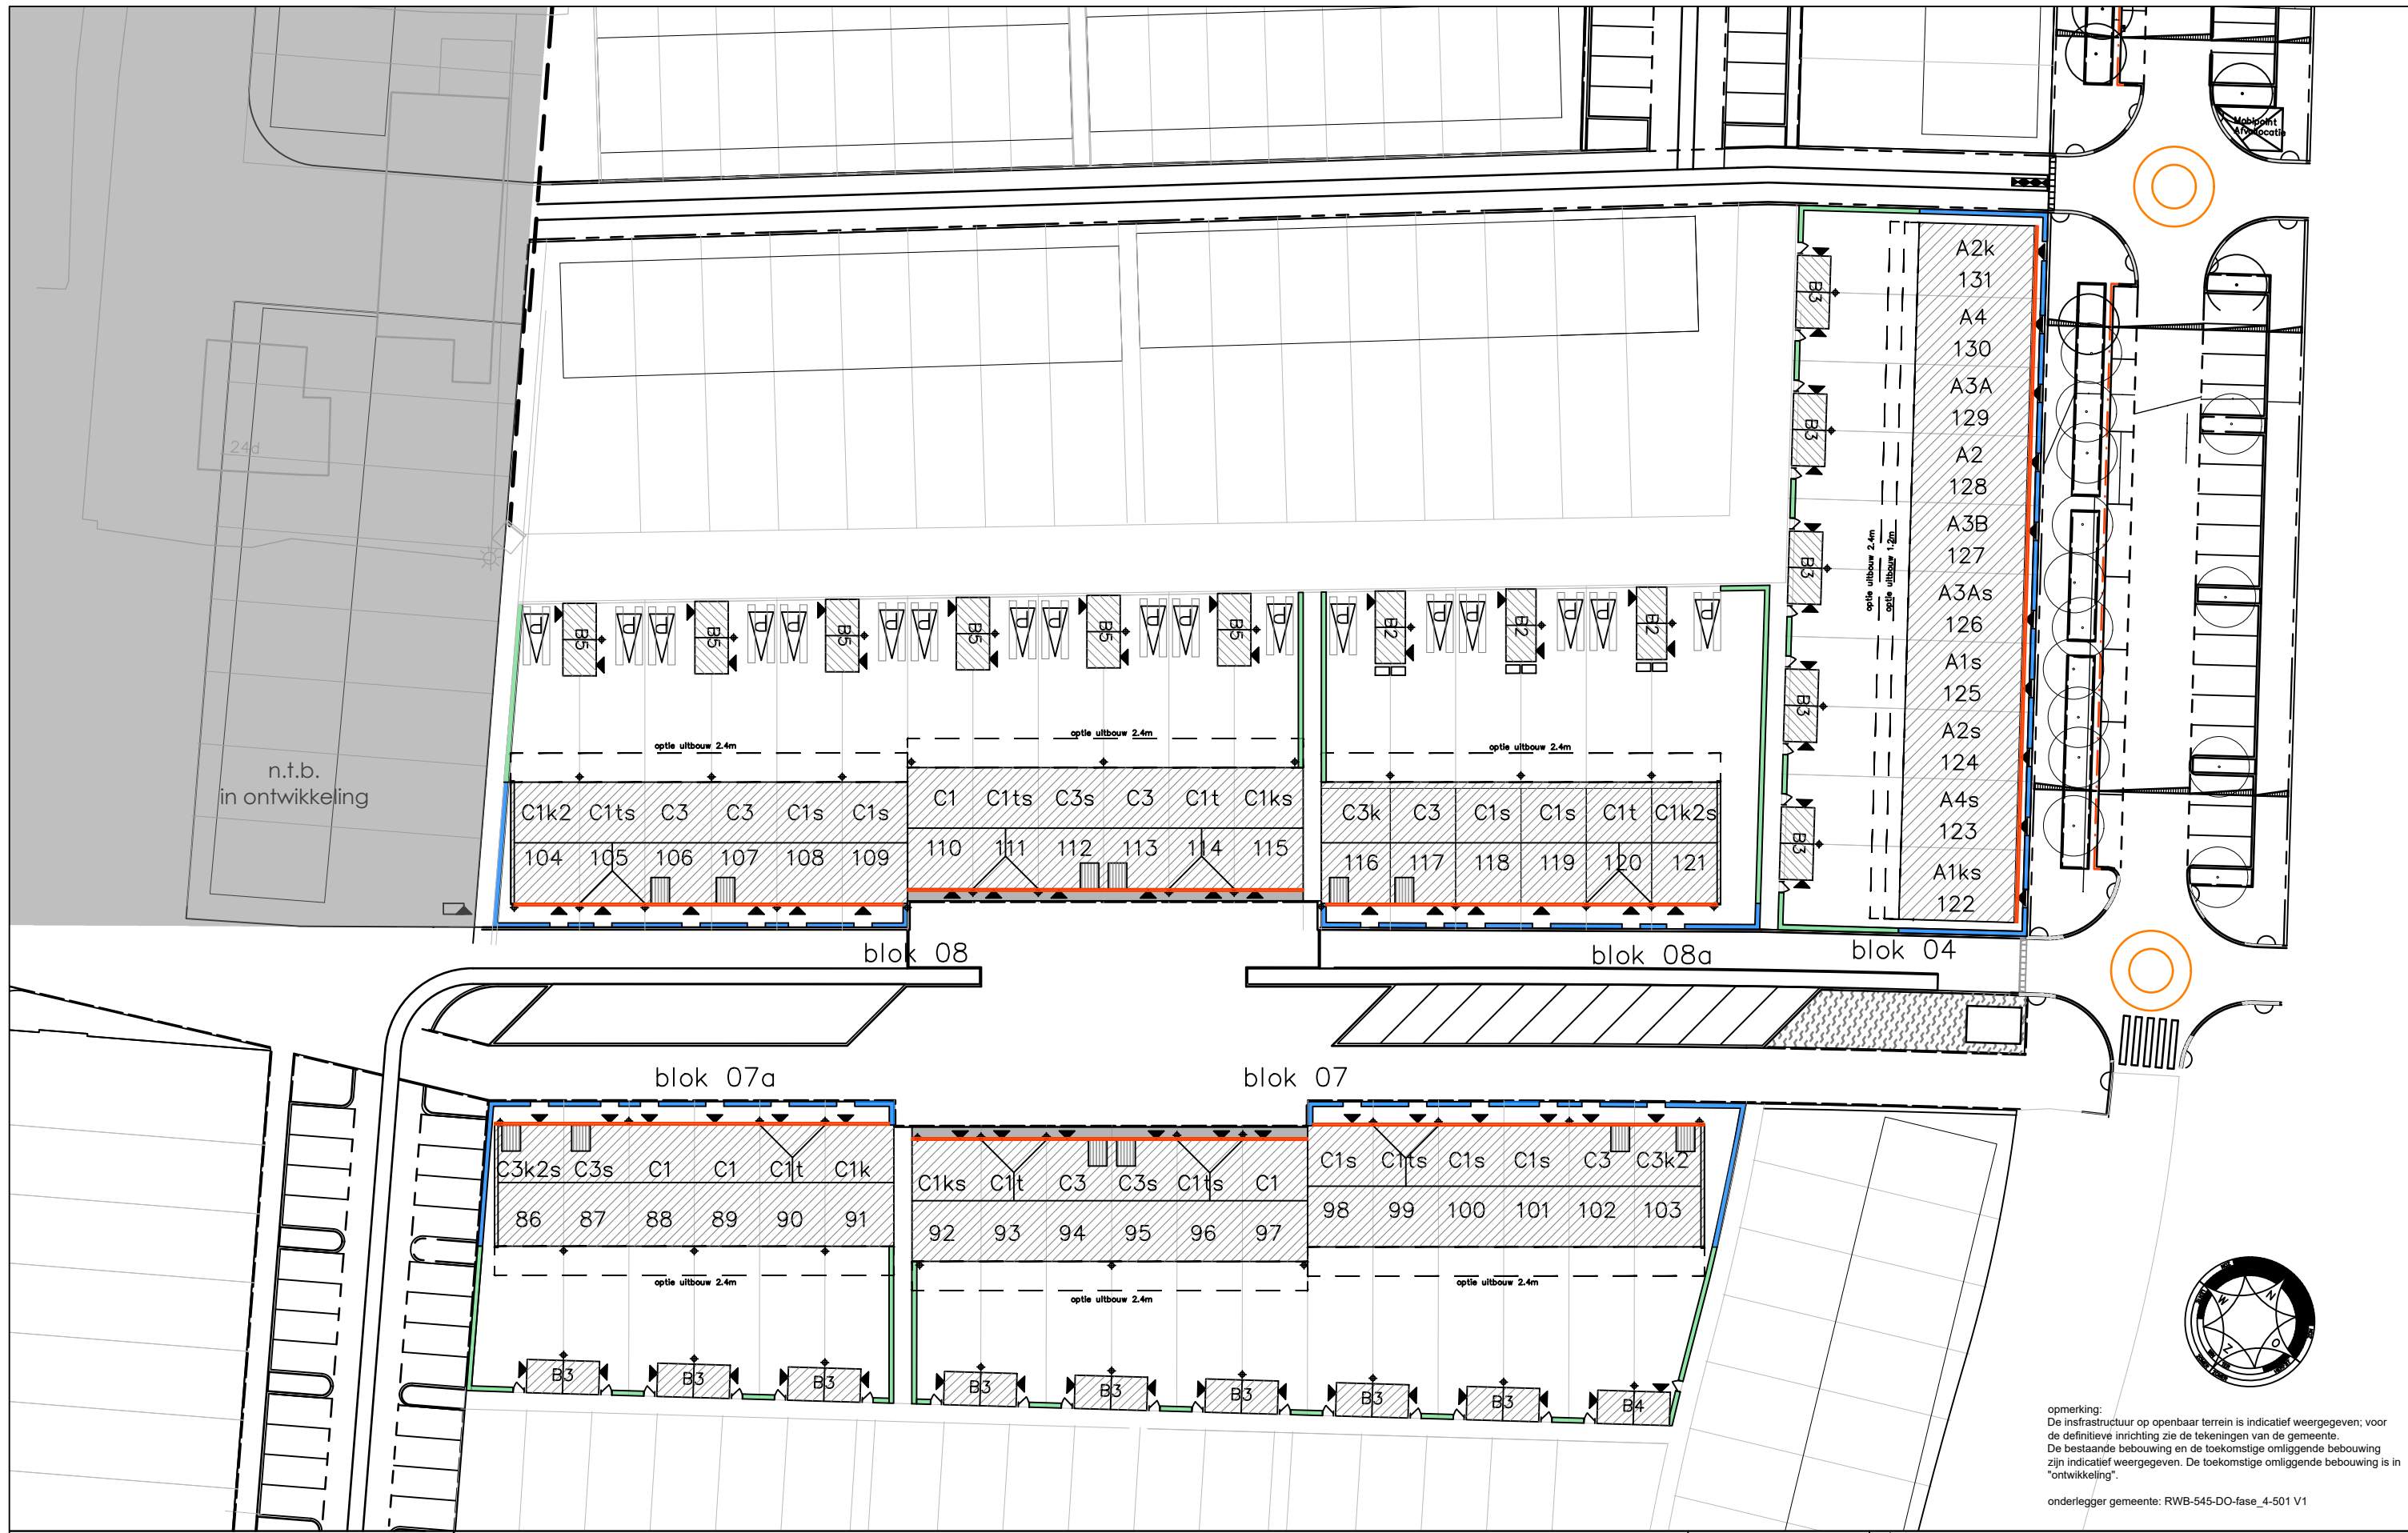 Mobipoint
Afvallocatie
24d
n.t.b.
in ontwikkeling
A2k
131
A4
130
A3A
129
A2
128
A3B
127
A3As
126
A1s
125
A2s
124
A4s
123
A1ks
122
B3
B3
B3
B3
B3
optie uitbouw 2.4m
optie uitbouw 1.2m
P B5 P P B5 P P B5 P P B5 P P B5 P P B5 P
P B2 P P B2 P P B2 P
optie uitbouw 2.4m
optie uitbouw 2.4m
optie uitbouw 2.4m
C1k2 C1ts C3 C3 C1s C1s C1 C1ts C3s C3 C1t C1ks C3k C3 C1s C1s C1t C1k2s
104 105 106 107 108 109 110 111 112 113 114 115 116 117 118 119 120 121
blok 08
blok 08a
blok 04
blok 07a
blok 07
C3k2s C3s C1 C1 C1t C1k C1ks C1t C3 C3s C1ts C1 C1s C1ts C1s C1s C3 C3k2
86 87 88 89 90 91 92 93 94 95 96 97 98 99 100 101 102 103
optie uitbouw 2.4m
optie uitbouw 2.4m
optie uitbouw 2.4m
B3 B3 B3 B3 B3 B3 B3 B3 B4
N
W
O
Z
opmerking:
De insfrastructuur op openbaar terrein is indicatief weergegeven; voor
de definitieve inrichting zie de tekeningen van de gemeente.
De bestaande bebouwing en de toekomstige omliggende bebouwing
zijn indicatief weergegeven. De toekomstige omliggende bebouwing is in
"ontwikkeling".
onderlegger gemeente: RWB-545-DO-fase_4-501 V1